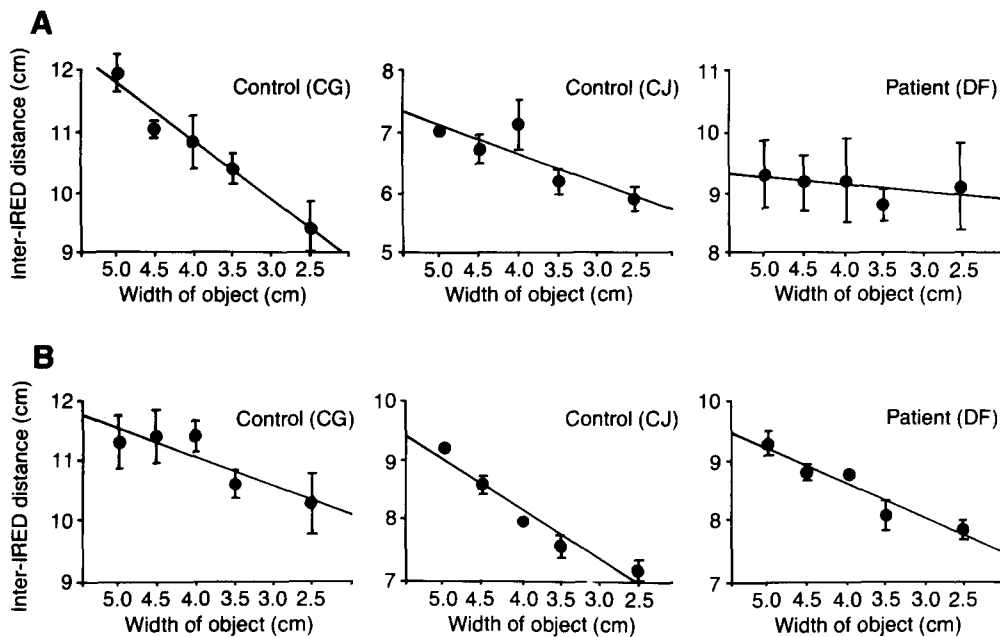 A
Inter-IRED distance (cm)
12
11
10
9
Control (CG)
5.0 4.5 4.0 3.5 3.0 2.5
Width of object (cm)
8
7
6
5
Control (CJ)
5.0 4.5 4.0 3.5 3.0 2.5
Width of object (cm)
11
10
9
8
Patient (DF)
5.0 4.5 4.0 3.5 3.0 2.5
Width of object (cm)
B
Inter-IRED distance (cm)
12
11
10
9
Control (CG)
5.0 4.5 4.0 3.5 3.0 2.5
Width of object (cm)
10
9
8
7
Control (CJ)
5.0 4.5 4.0 3.5 3.0 2.5
Width of object (cm)
10
9
8
7
Patient (DF)
5.0 4.5 4.0 3.5 3.0 2.5
Width of object (cm)